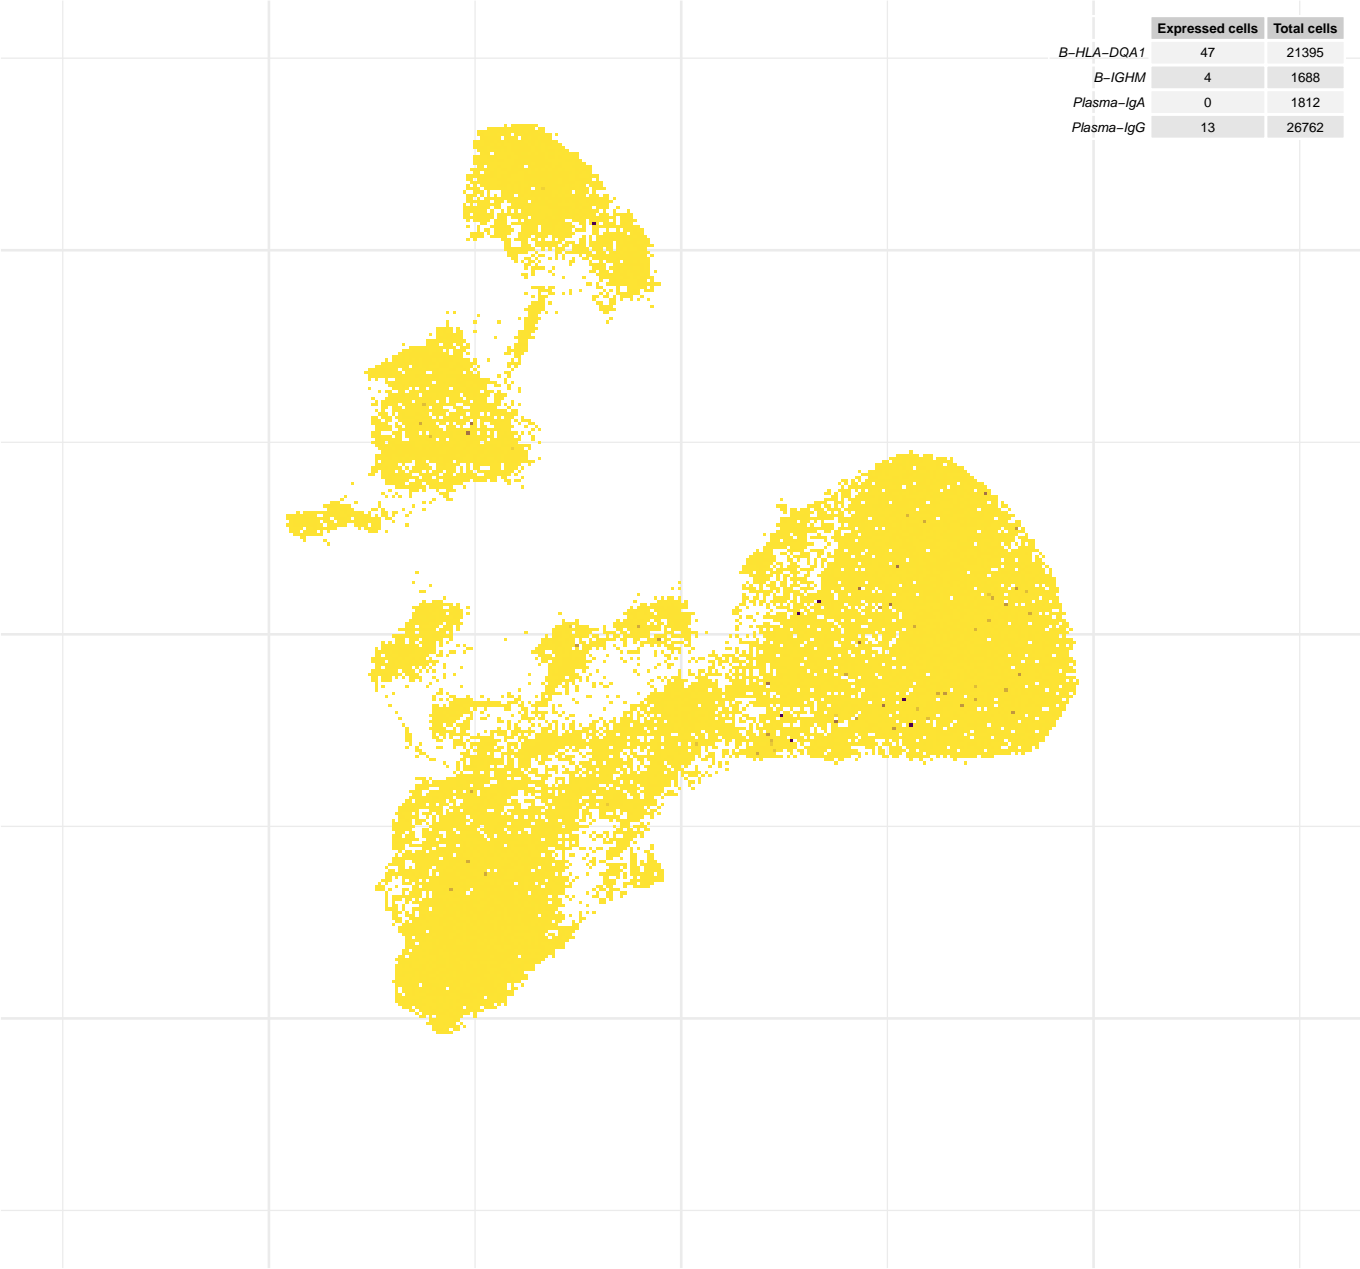 Expressed cells Total cells
B−HLA−DQA1 47 21395
B−IGHM 4 1688
Plasma−IgA 0 1812
Plasma−IgG 13 26762